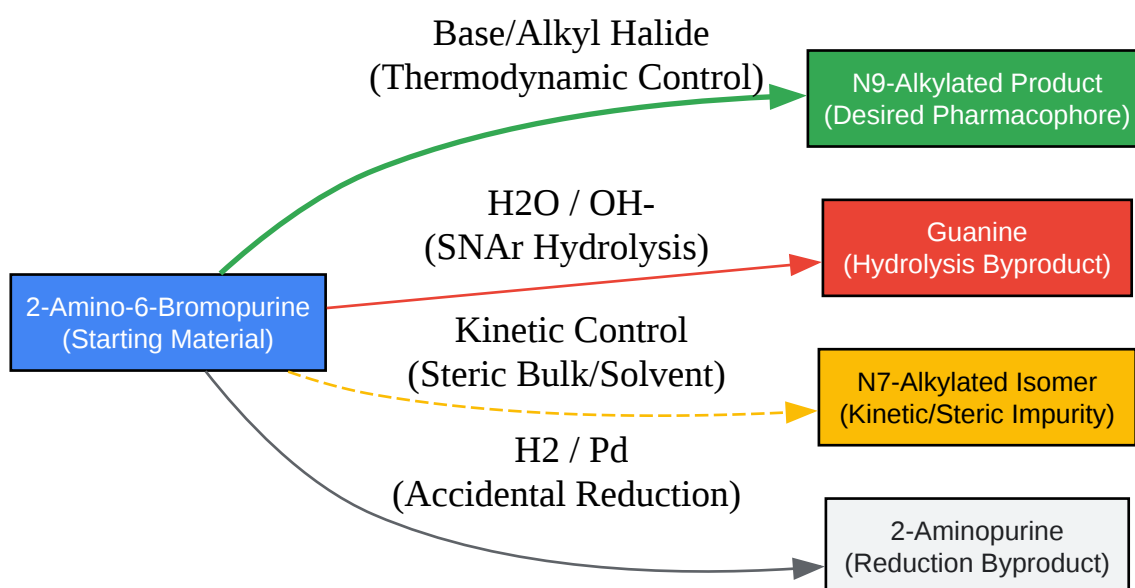 Base/Alkyl Halide
(Thermodynamic Control)
N9-Alkylated Product
(Desired Pharmacophore)
H2O / OH-
(SNAr Hydrolysis)
Guanine
(Hydrolysis Byproduct)
2-Amino-6-Bromopurine
(Starting Material)
Kinetic Control
(Steric Bulk/Solvent)
N7-Alkylated Isomer
(Kinetic/Steric Impurity)
H2 / Pd
(Accidental Reduction)
2-Aminopurine
(Reduction Byproduct)